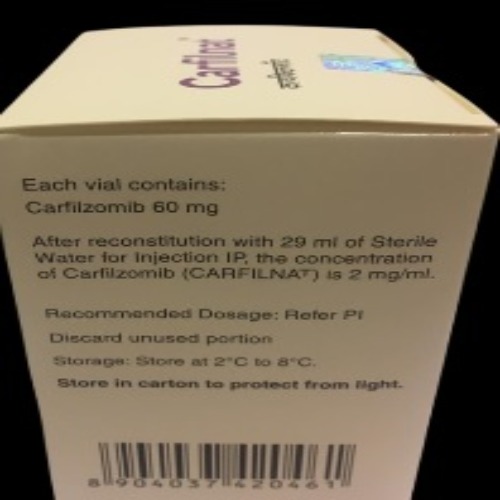 Carfilnat
Each vial contains:
Carfilzomib 60 mg
After reconstitution with 29 ml of Sterile
Water for Injection IP, the concentration
of Carfilzomib (CARFILNAT) is 2 mg/ml.
Recommended Dosage: Refer PI
Discard unused portion
Storage: Store at 2°C to 8°C.
Store in carton to protect from light.
8 904037 420461